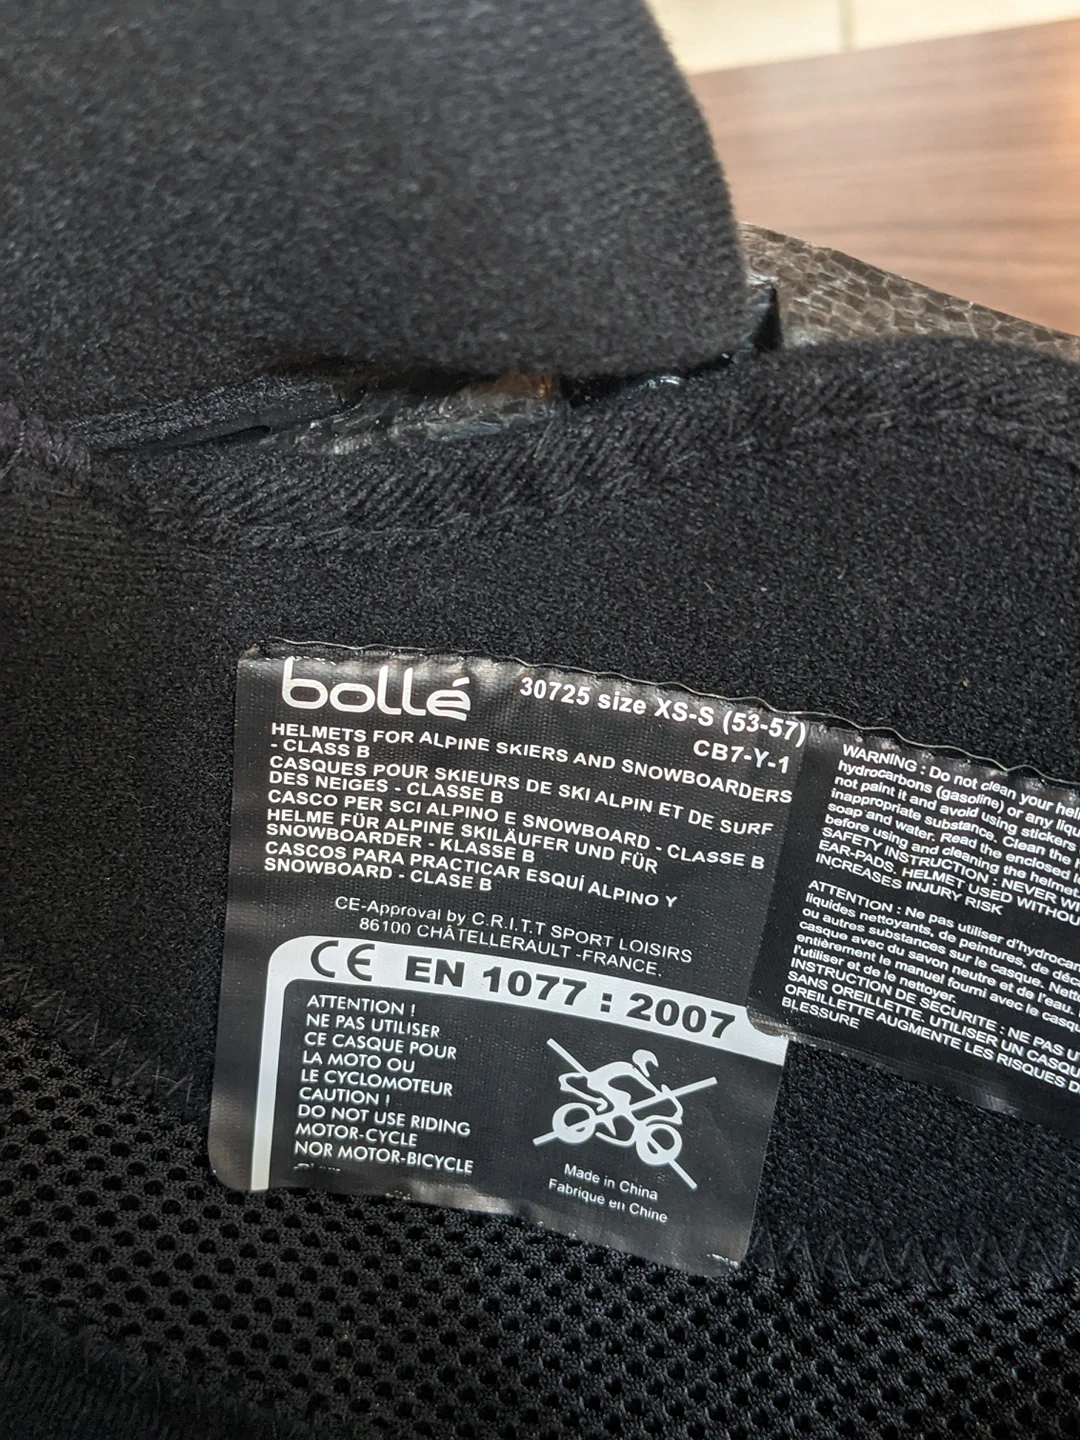 bollé
30725 size XS-S (53-57)
CB7-Y-1
HELMETS FOR ALPINE SKIERS AND SNOWBOARDERS
- CLASS B
CASQUES POUR SKIEURS DE SKI ALPIN ET DE SURF
DES NEIGES - CLASSE B
CASCO PER SCI ALPINO E SNOWBOARD - CLASSE B
HELME FÜR ALPINE SKILÄUFER UND FÜR
SNOWBOARDER - KLASSE B
CASCOS PARA PRACTICAR ESQUÍ ALPINO Y
SNOWBOARD - CLASE B
CE-Approval by C.R.I.T.T SPORT LOISIRS
86100 CHÂTELLERAULT -FRANCE.
CE EN 1077 : 2007
ATTENTION !
NE PAS UTILISER
CE CASQUE POUR
LA MOTO OU
LE CYCLOMOTEUR
CAUTION !
DO NOT USE RIDING
MOTOR-CYCLE
NOR MOTOR-BICYCLE
Made in China
Fabriqué en Chine
WARNING : Do not clean your
hydrocarbons (gasoline) or any
not paint it and avoid using stickers
inappropriate substance. Clean the
soap and water. Read the enclosed
before using and cleaning the helmet.
SAFETY INSTRUCTION : NEVER
EAR-PADS. HELMET USED
INCREASES INJURY RISK
ATTENTION : Ne pas utiliser
liquides nettoyants, de peintures, de
ou autres substances sur le casque.
casque avec du savon neutre et de l'eau.
entièrement le manuel fourni avec le
l'utiliser et de le nettoyer.
INSTRUCTION DE SECURITE : NE PAS
SANS OREILLETTE. UTILISER UN
OREILLETTE AUGMENTE LES RISQUES
BLESSURE